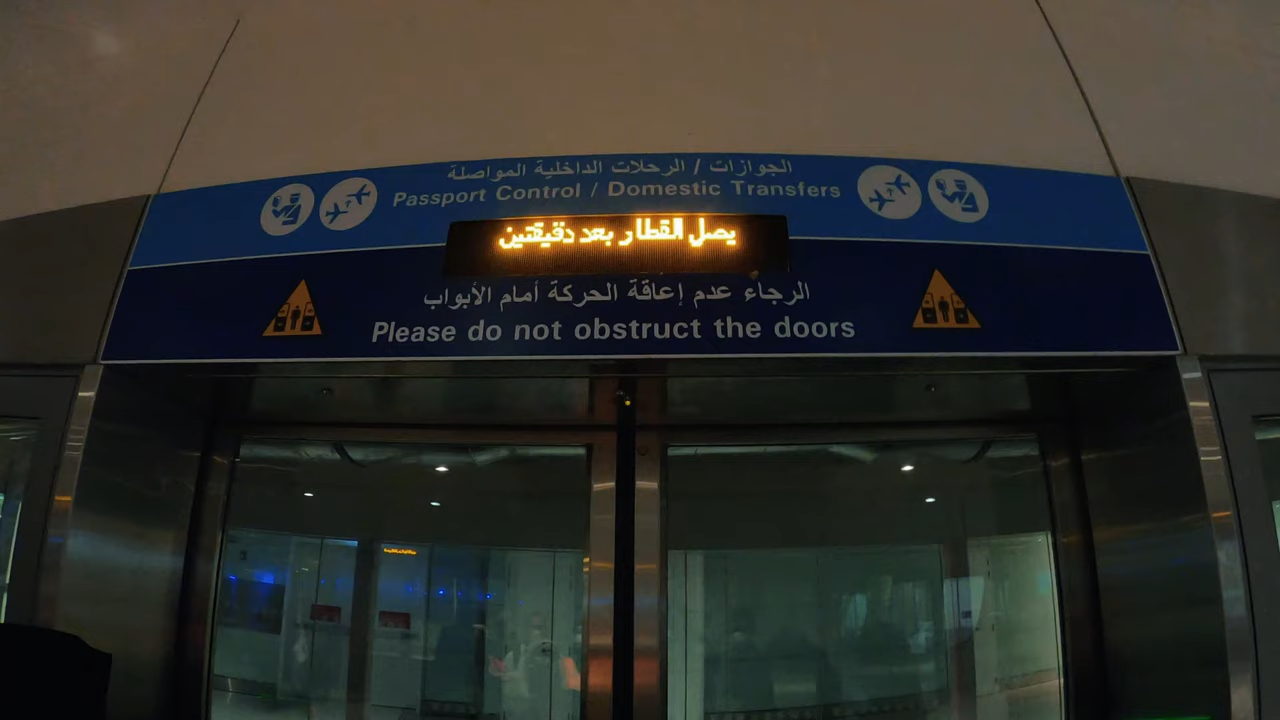 الجوازات / الرحلات الداخلية المواصلة
Passport Control / Domestic Transfers
يصل القطار بعد دقيقتين
الرجاء عدم إعاقة الحركة أمام الأبواب
Please do not obstruct the doors